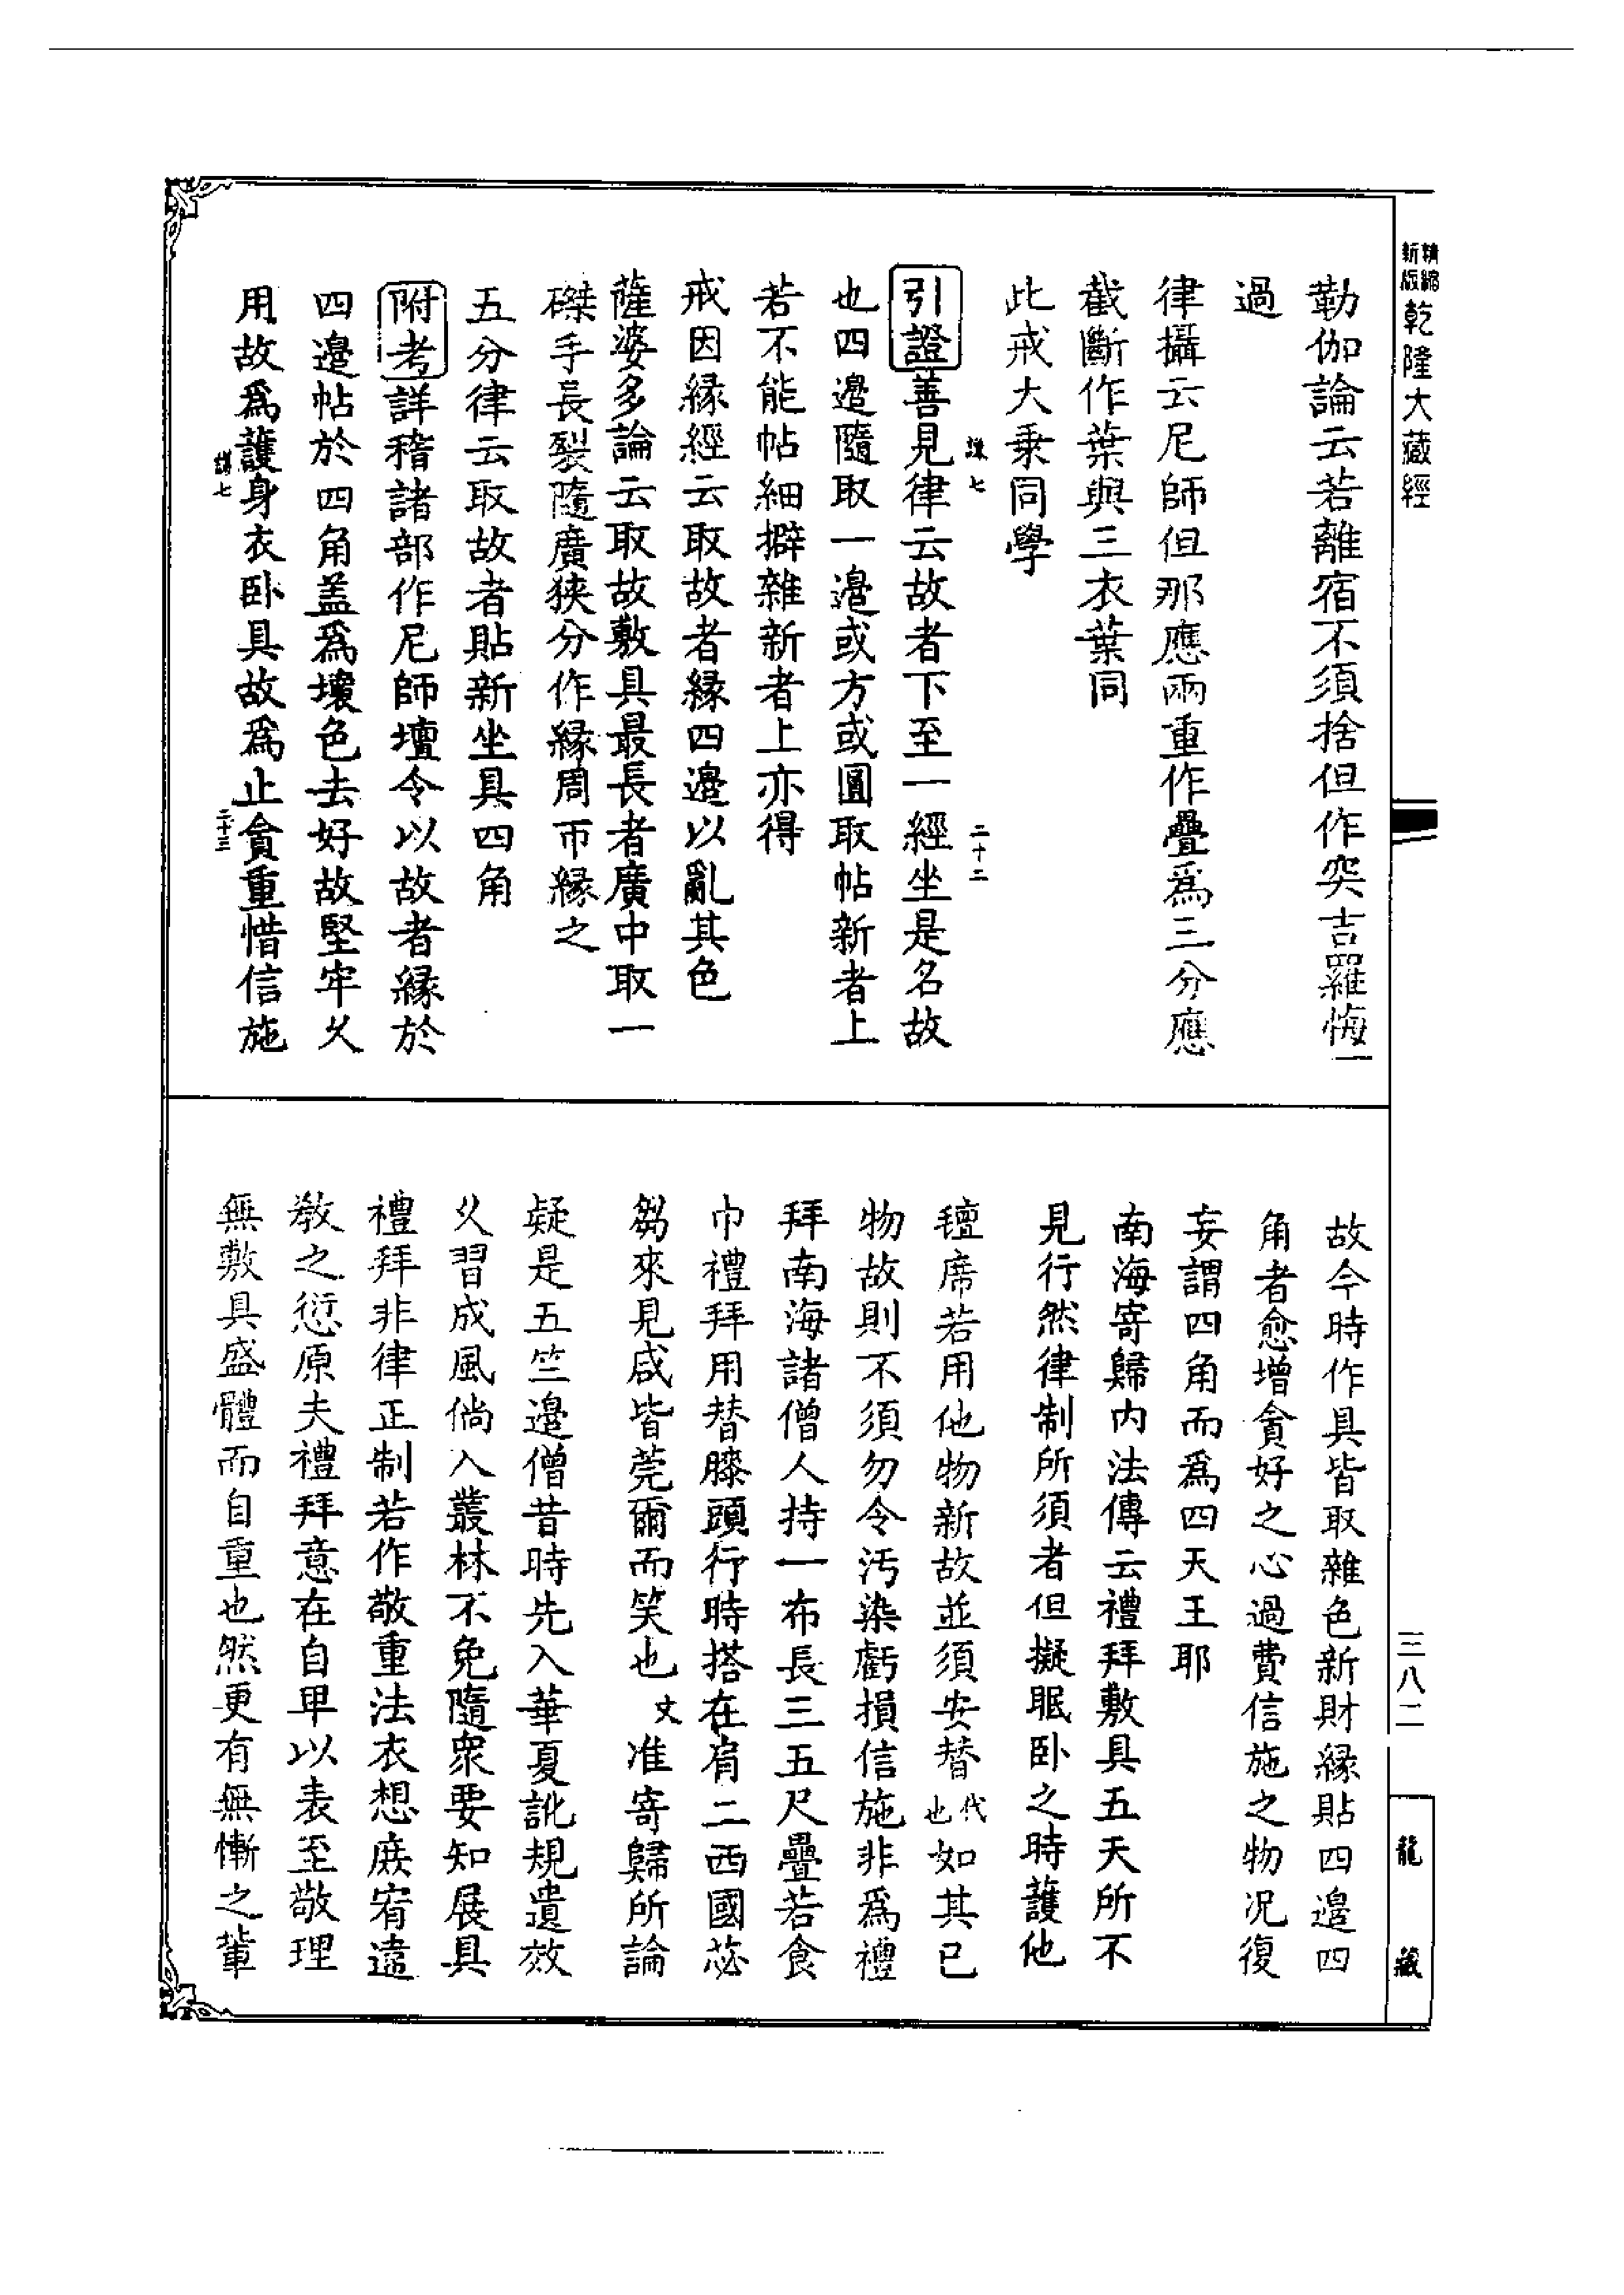 精縮新版乾隆大藏經
勒伽論云若離宿不須捨但作突吉羅悔
過
律攝云尼師但那應兩重作疊爲三分應
截斷作葉與三衣葉同
此戒大乗同學
七 二十二
引證善見律云故者下至一經坐是名故
也四邉隨取一邉或方或圓取帖新者上
若不能帖細擗雜新者上亦得
戒因緣經云取故者緣四邉以亂其色
薩婆多論云取故敷具最長者廣中取一
磔手長裂隨廣狹分作緣周帀緣之
五分律云取故者貼新坐具四角
附考詳稽諸部作尼師壇令以故者緣於
四邉帖於四角盖爲壞色去好故堅牢乆
用故爲護身衣卧具故爲止貪重惜信施
七 二十三
故今時作具皆取雜色新財緣貼四邉四
角者愈增貪好之心過費信施之物况復
妄謂四角而爲四天王耶
南海寄歸内法傳云禮拜敷具五天所不
見行然律制所須者但擬眠卧之時護他
氊席若用他物新故並須安替代也如其已
物故則不須勿令汚染虧損信施非爲禮
拜南海諸僧人持一布長三五尺疊若食
巾禮拜用替膝頭行時搭在肩二西國苾
芻來見咸皆莞爾而笑也文准寄歸所論
疑是五竺邉僧昔時先入華夏訛規遺效
乆習成風倘入叢林不免隨衆要知展具
禮拜非律正制若作敬重法衣想庶宥違
敎之愆原夫禮拜意在自卑以表至敬理
無敷具盛體而自重也然更有無慚之輩
三八二
龍藏